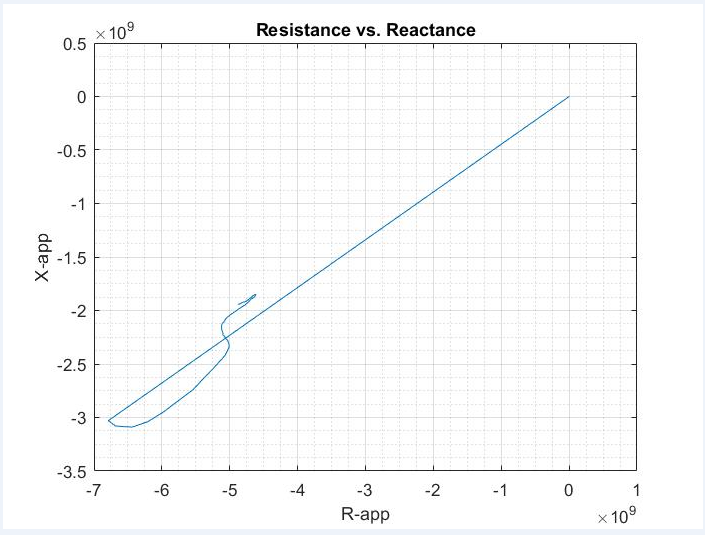 Resistance vs. Reactance
×10^9
0.5
0
-0.5
-1
-1.5
-2
-2.5
-3
-3.5
X-app
-7 -6 -5 -4 -3 -2 -1 0 1
R-app
×10^9